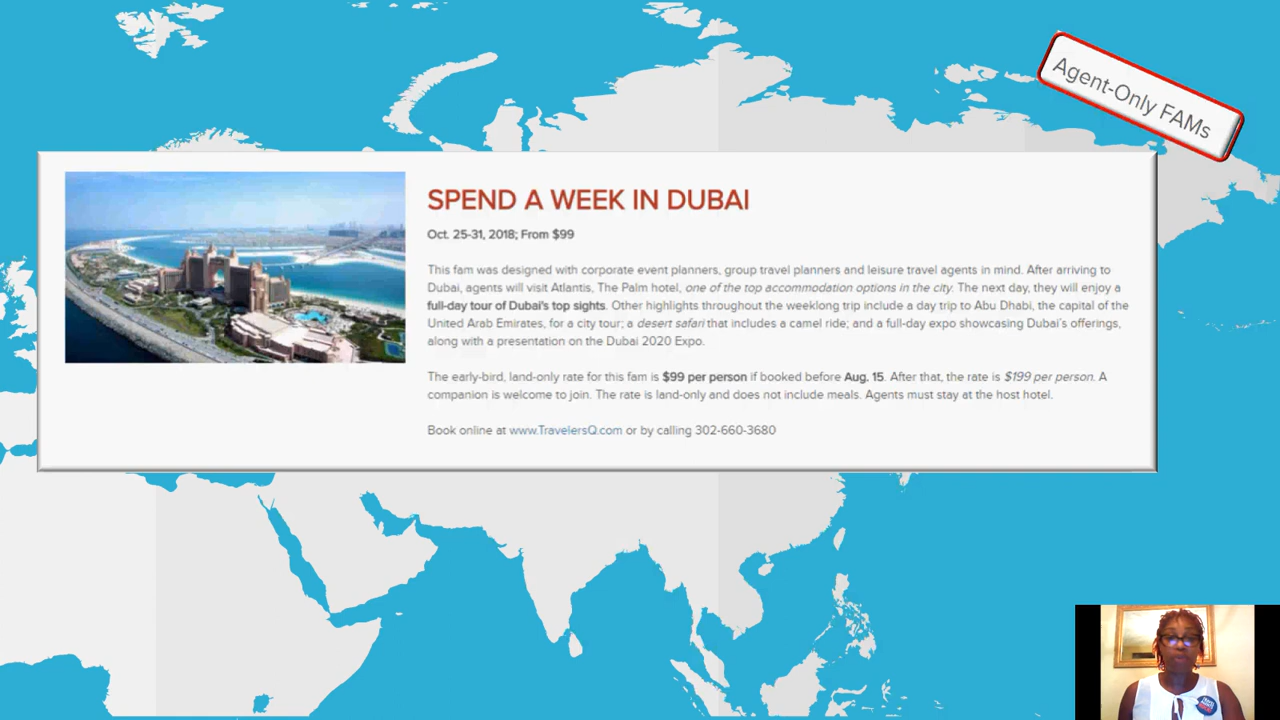 Agent-Only FAMs
SPEND A WEEK IN DUBAI
Oct. 25-31, 2018; From $99
This fam was designed with corporate event planners, group travel planners and leisure travel agents in mind. After arriving to
Dubai, agents will visit Atlantis, The Palm hotel, one of the top accommodation options in the city. The next day, they will enjoy a
full-day tour of Dubai's top sights. Other highlights throughout the weeklong trip include a day trip to Abu Dhabi, the capital of the
United Arab Emirates, for a city tour; a desert safari that includes a camel ride; and a full-day expo showcasing Dubai's offerings,
along with a presentation on the Dubai 2020 Expo.
The early-bird, land-only rate for this fam is $99 per person if booked before Aug. 15. After that, the rate is $199 per person. A
companion is welcome to join. The rate is land-only and does not include meals. Agents must stay at the host hotel.
Book online at www.TravelersQ.com or by calling 302-660-3680